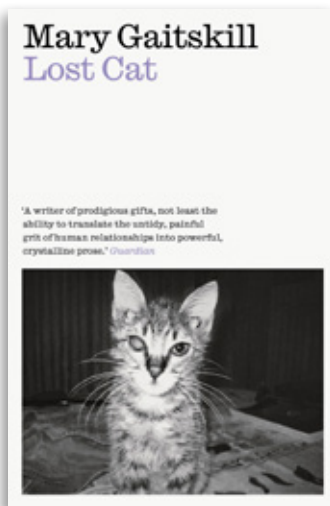 Mary Gaitskill
Lost Cat
'A writer of prodigious gifts, not least the
ability to translate the untidy, painful
grit of human relationships into powerful,
crystalline prose.' Guardian